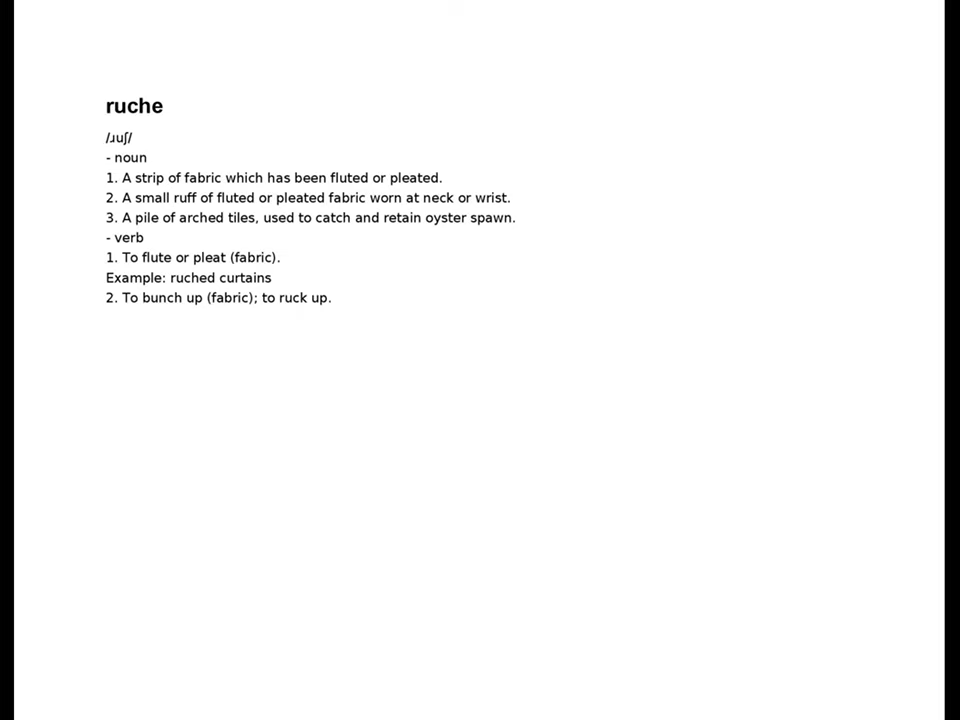 ruche
/ɹuʃ/
- noun
1. A strip of fabric which has been fluted or pleated.
2. A small ruff of fluted or pleated fabric worn at neck or wrist.
3. A pile of arched tiles, used to catch and retain oyster spawn.
- verb
1. To flute or pleat (fabric).
Example: ruched curtains
2. To bunch up (fabric); to ruck up.